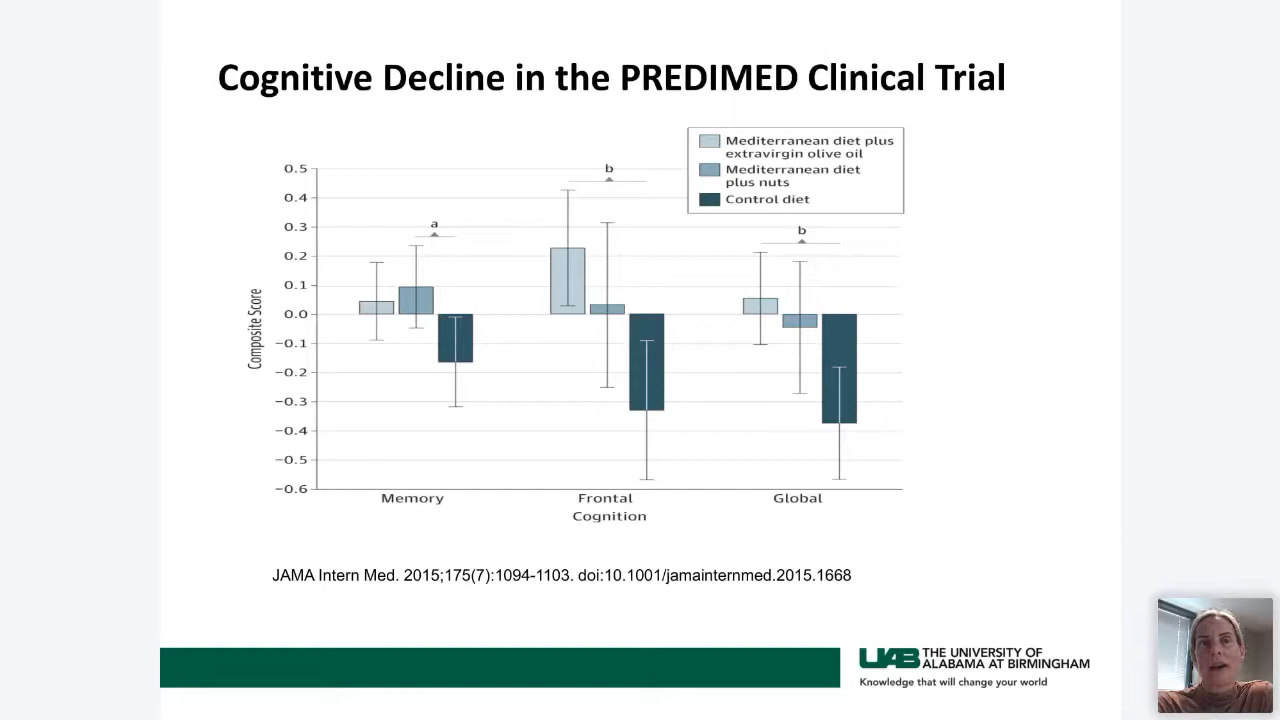 Cognitive Decline in the PREDIMED Clinical Trial
Mediterranean diet plus
extravirgin olive oil
Mediterranean diet
plus nuts
Control diet
0.5
0.4
0.3
0.2
0.1
0.0
−0.1
−0.2
−0.3
−0.4
−0.5
−0.6
Composite Score
a
b
b
Memory
Frontal
Global
Cognition
JAMA Intern Med. 2015;175(7):1094-1103. doi:10.1001/jamainternmed.2015.1668
UAB
THE UNIVERSITY OF
ALABAMA AT BIRMINGHAM
Knowledge that will change your world